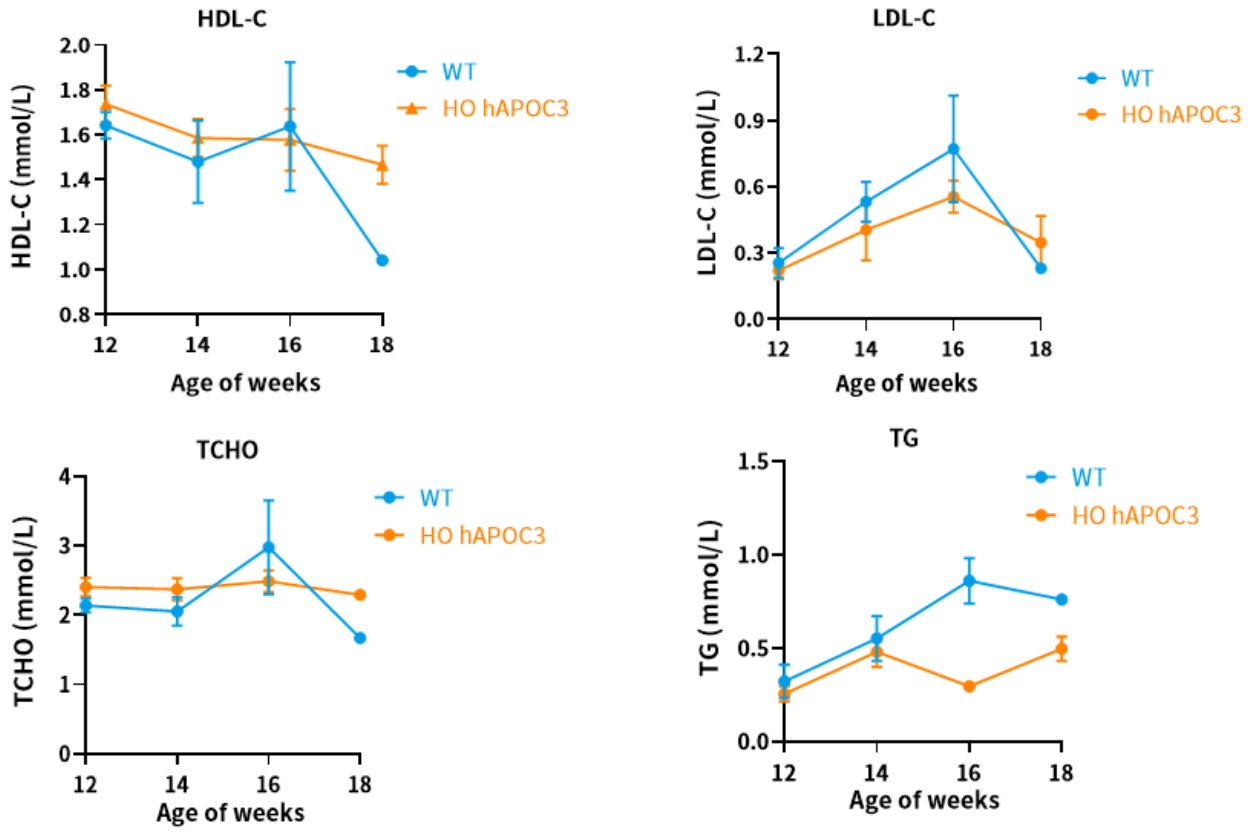 HDL-C
HDL-C (mmol/L)
2.0
1.8
1.6
1.4
1.2
1.0
0.8
12 14 16 18
Age of weeks
WT
HO hAPOC3
LDL-C
LDL-C (mmol/L)
1.2
0.9
0.6
0.3
0.0
12 14 16 18
Age of weeks
WT
HO hAPOC3
TCHO
TCHO (mmol/L)
4
3
2
1
0
12 14 16 18
Age of weeks
WT
HO hAPOC3
TG
TG (mmol/L)
1.5
1.0
0.5
0.0
12 14 16 18
Age of weeks
WT
HO hAPOC3